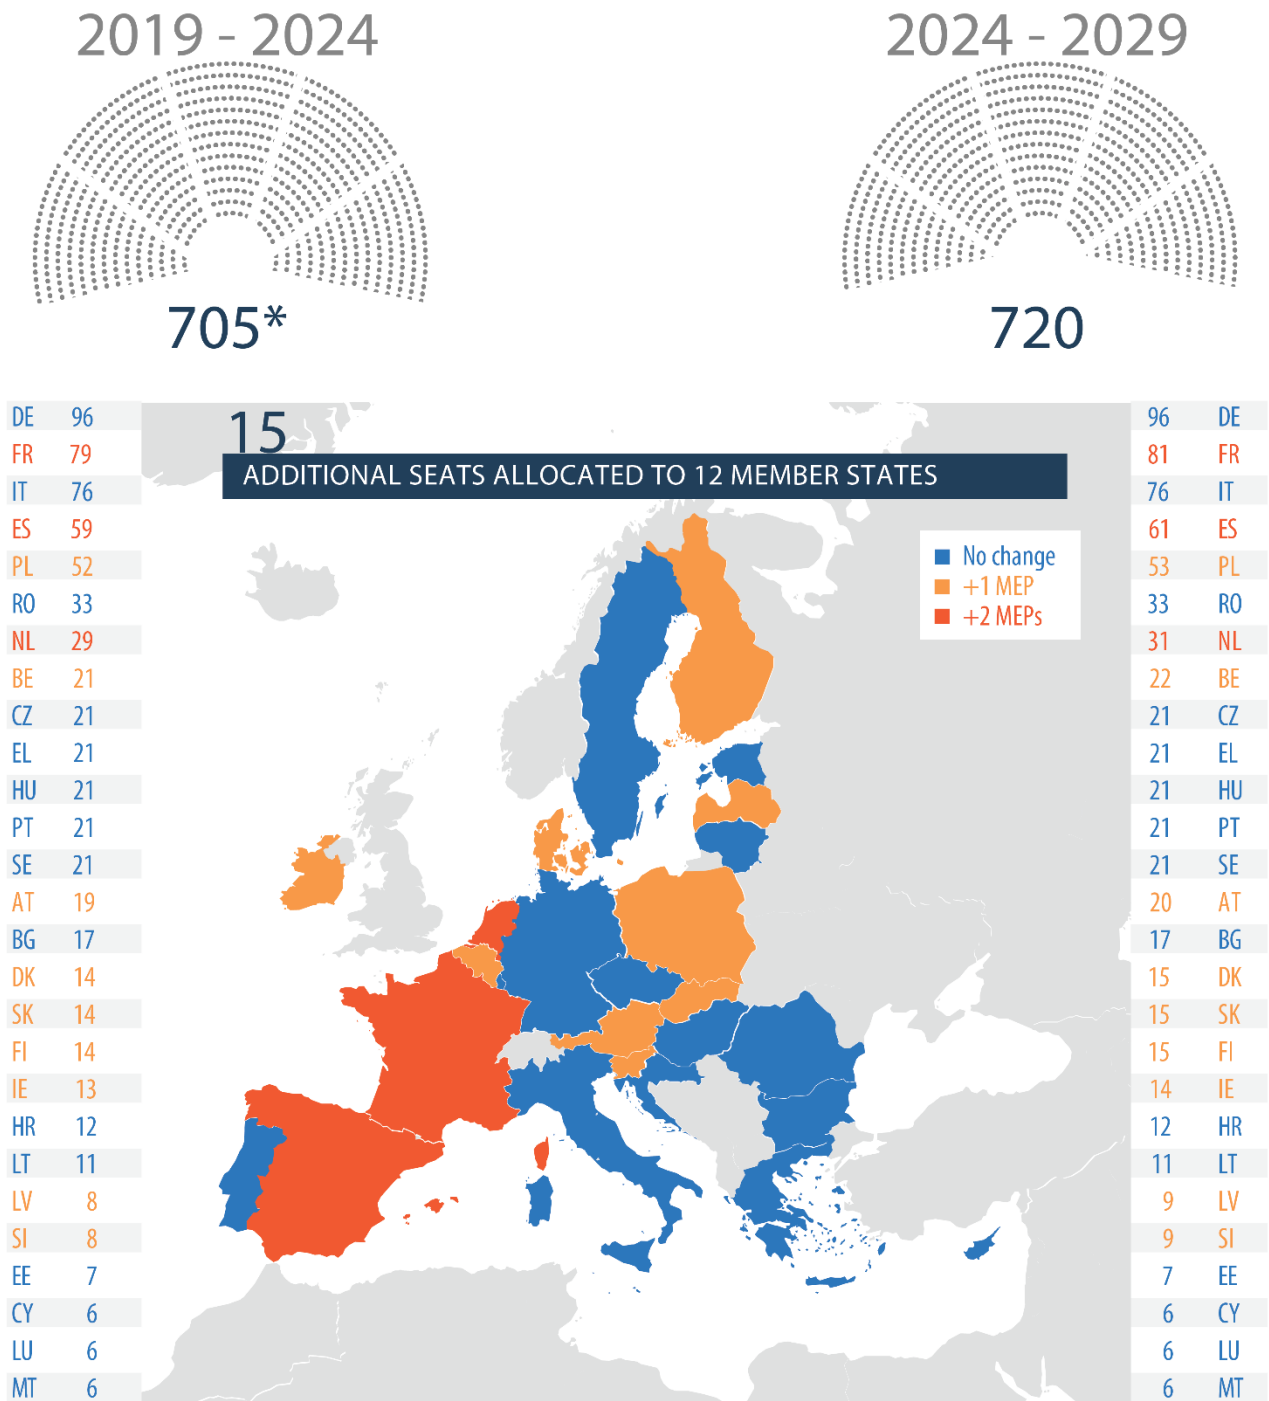 2019 - 2024
2024 - 2029
705*
720
15
ADDITIONAL SEATS ALLOCATED TO 12 MEMBER STATES
No change
+1 MEP
+2 MEPs
DE 96
FR 79
IT 76
ES 59
PL 52
RO 33
NL 29
BE 21
CZ 21
EL 21
HU 21
PT 21
SE 21
AT 19
BG 17
DK 14
SK 14
FI 14
IE 13
HR 12
LT 11
LV 8
SI 8
EE 7
CY 6
LU 6
MT 6
96 DE
81 FR
76 IT
61 ES
53 PL
33 RO
31 NL
22 BE
21 CZ
21 EL
21 HU
21 PT
21 SE
20 AT
17 BG
15 DK
15 SK
15 FI
14 IE
12 HR
11 LT
9 LV
9 SI
7 EE
6 CY
6 LU
6 MT